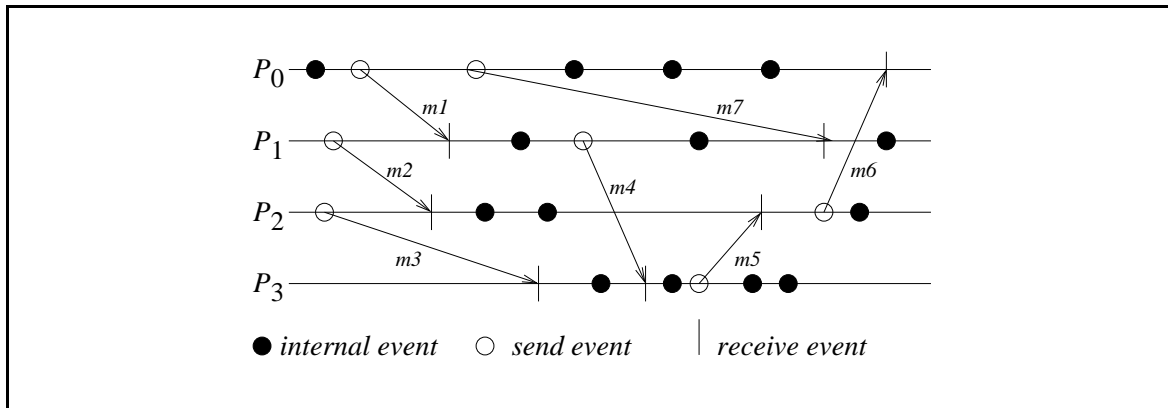 P0
m1
m7
P1
m2
m4
m6
P2
m3
m5
P3
internal event
send event
receive event